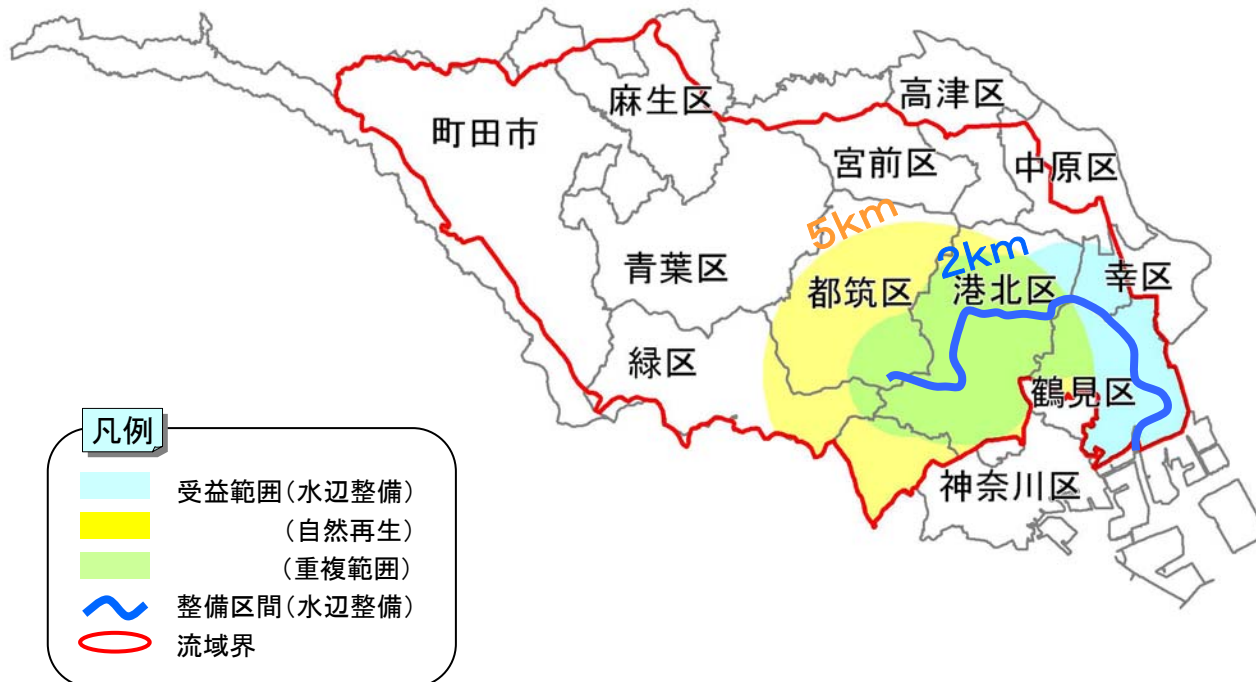 高津区
麻生区
町田市
中原区
宮前区
5km
2km
青葉区
都筑区
港北区
幸区
緑区
鶴見区
神奈川区
凡例
受益範囲(水辺整備)
(自然再生)
(重複範囲)
整備区間(水辺整備)
流域界